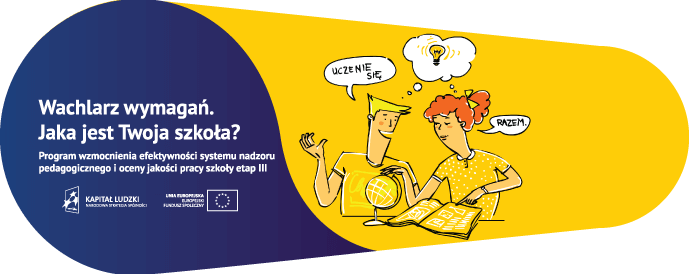 Wachlarz wymagań.
Jaka jest Twoja szkoła?
Program wzmocnienia efektywności systemu nadzoru
pedagogicznego i oceny jakości pracy szkoły etap III
KAPITAŁ LUDZKI
NARODOWA STRATEGIA SPÓJNOŚCI
UNIA EUROPEJSKA
EUROPEJSKI
FUNDUSZ SPOŁECZNY
UCZENIE
SIĘ
RAZEM.